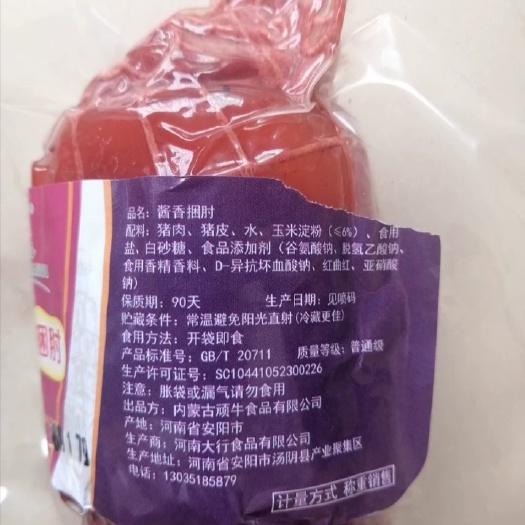 品名：酱香捆肘
配料：猪肉、猪皮、水、玉米淀粉（≤6%）、食用
盐、白砂糖、食品添加剂（谷氨酸钠、脱氢乙酸钠、
食用香精香料、D-异抗坏血酸钠、红曲红、亚硝酸
钠）
保质期：90天 生产日期：见喷码
贮藏条件：常温避免阳光直射（冷藏更佳）
食用方法：开袋即食
产品标准号：GB/T 20711 质量等级：普通级
生产许可证号：SC10441052300226
注意：胀袋或漏气请勿食用
出品方：内蒙古顽牛食品有限公司
产地：河南省安阳市
生产商：河南大行食品有限公司
生产地址：河南省安阳市汤阴县产业聚集区
电话：13035185879
计量方式 称重销售
捆肘